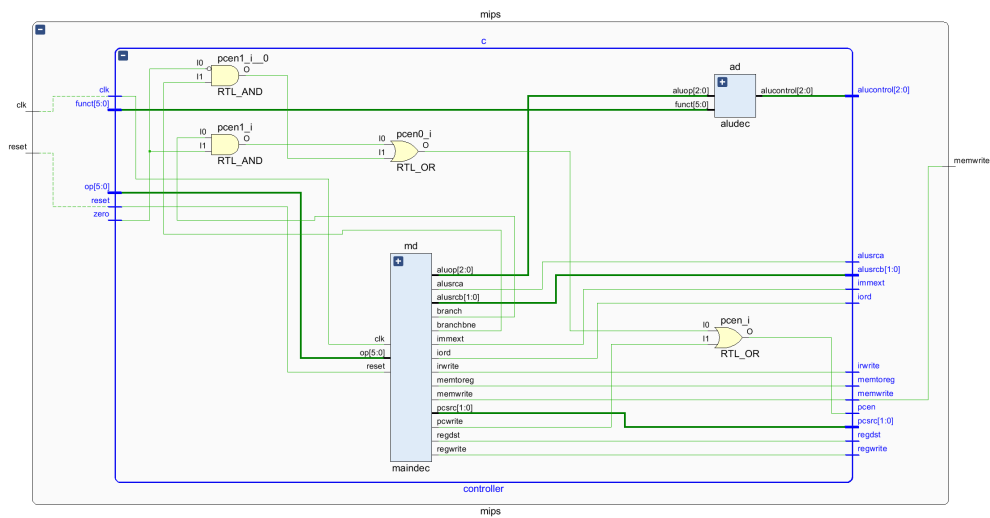 mips
c
pcen1_i__0
I0
I1
O
RTL_AND
ad
aluop[2:0]
funct[5:0]
alucontrol[2:0]
aludec
clk
funct[5:0]
alucontrol[2:0]
clk
pcen1_i
I0
I1
O
RTL_AND
pcen0_i
I0
I1
O
RTL_OR
reset
memwrite
op[5:0]
reset
zero
md
aluop[2:0]
alusrca
alusrcb[1:0]
branch
branchbne
clk
immext
op[5:0]
iord
reset
irwrite
memtoreg
memwrite
pcsrc[1:0]
pcwrite
regdst
regwrite
maindec
pcen_i
I0
I1
O
RTL_OR
alusrca
alusrcb[1:0]
immext
iord
irwrite
memtoreg
memwrite
pcen
pcsrc[1:0]
regdst
regwrite
controller
mips